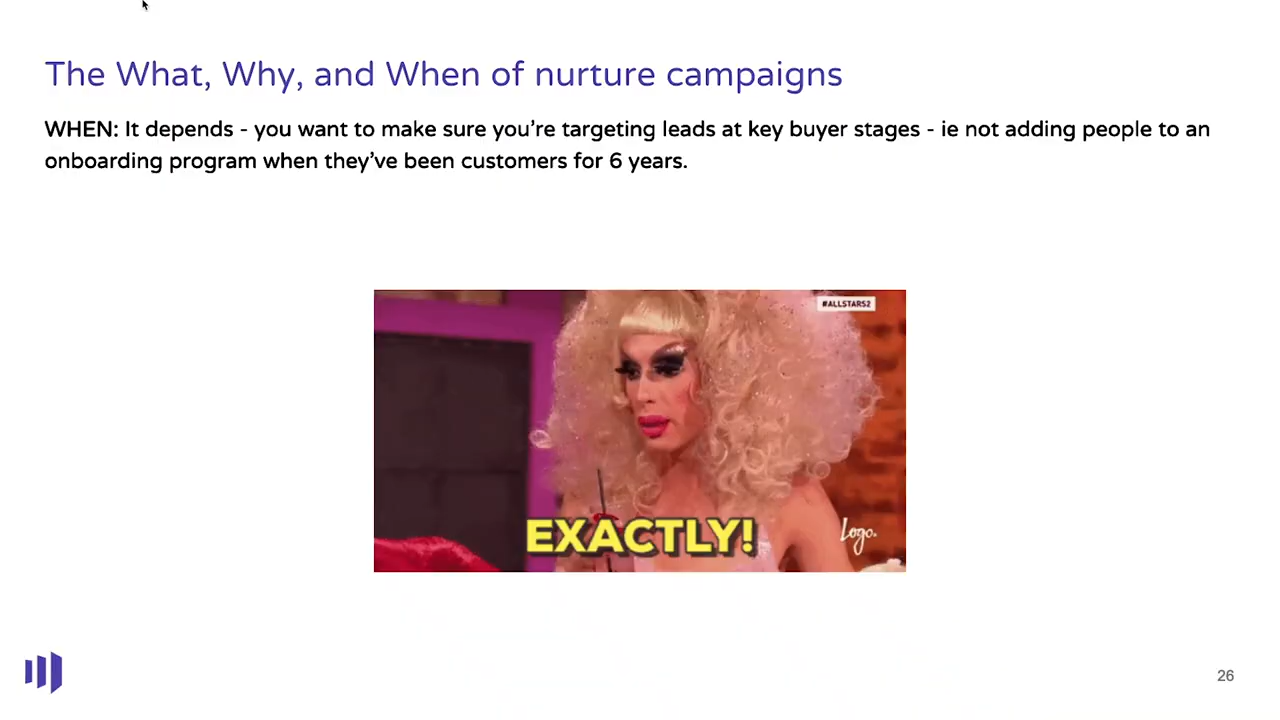 The What, Why, and When of nurture campaigns
WHEN: It depends - you want to make sure you're targeting leads at key buyer stages - ie not adding people to an
onboarding program when they've been customers for 6 years.
#ALLSTARS2
EXACTLY!
Logo.
26